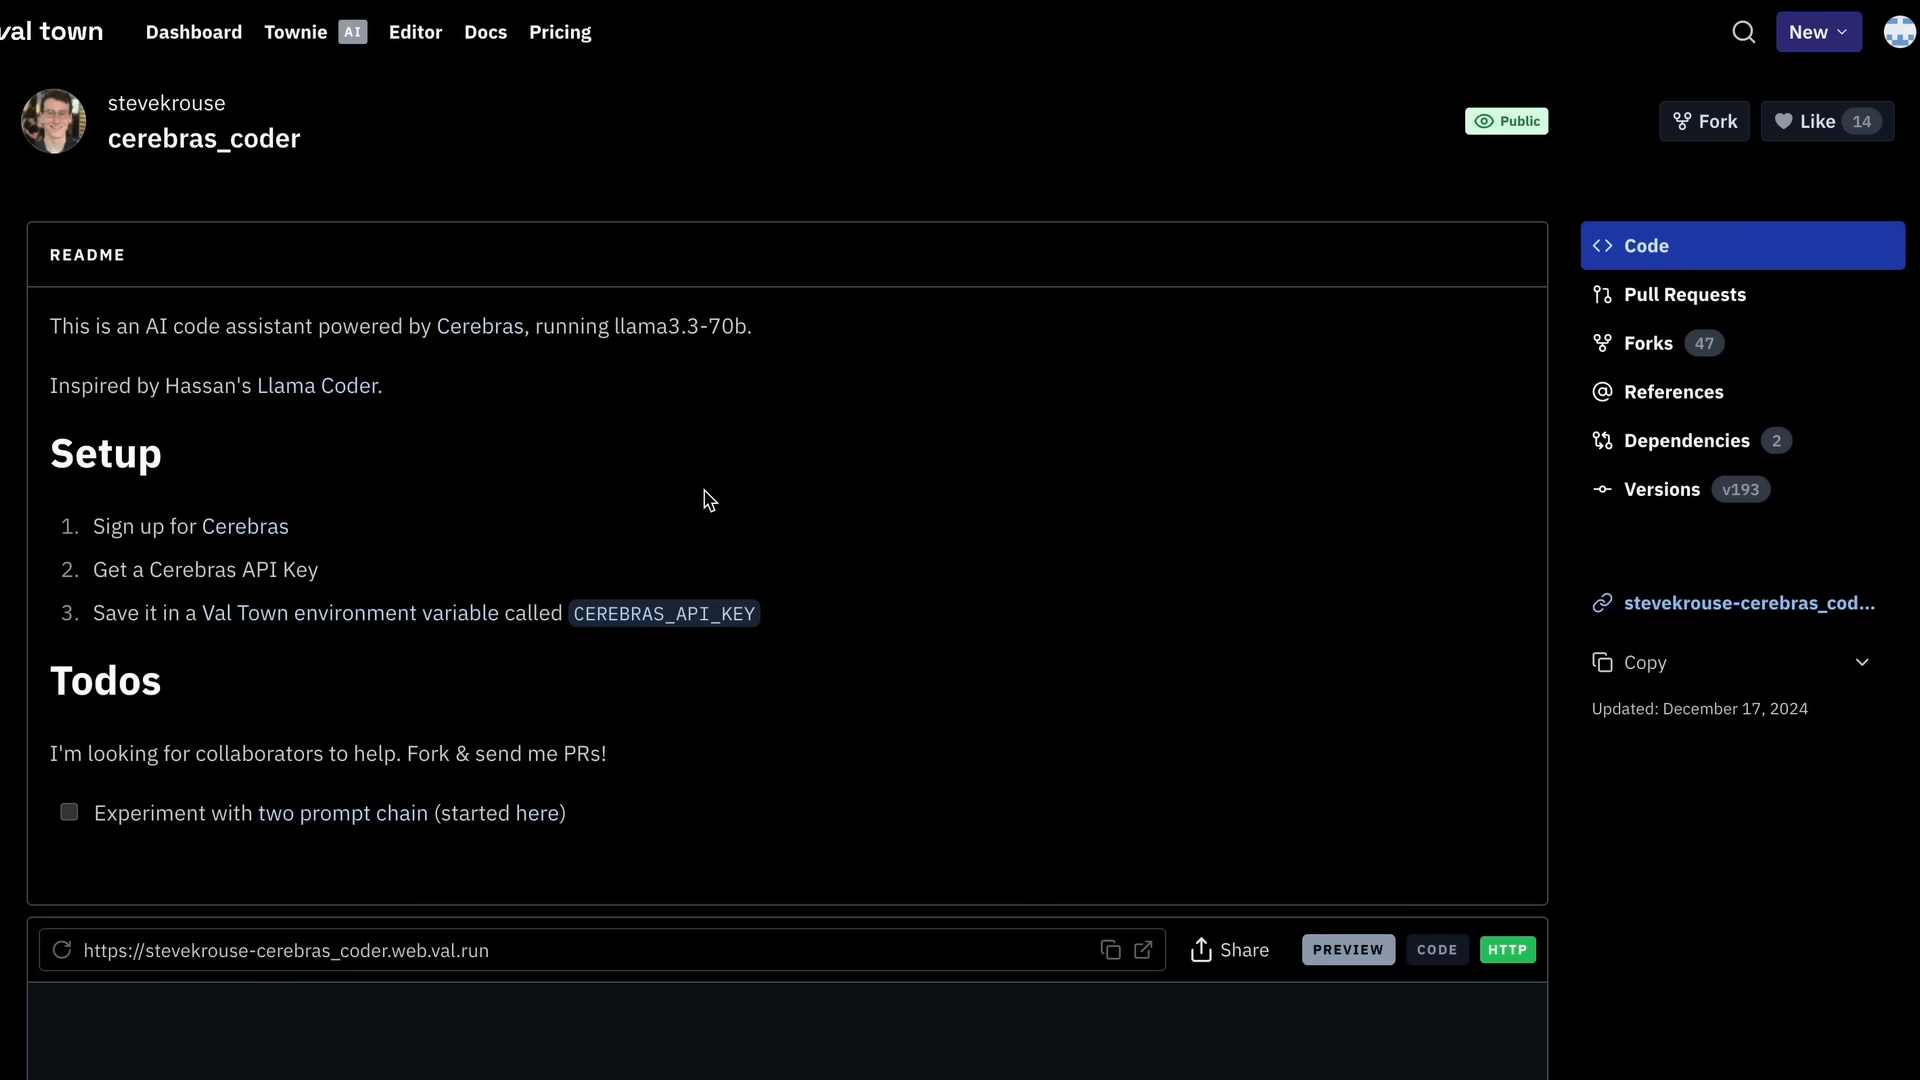 val town
Dashboard Townie AI Editor Docs Pricing
New
stevekrouse
cerebras_coder
Public
Fork
Like 14
README
This is an AI code assistant powered by Cerebras, running llama3.3-70b.
Inspired by Hassan's Llama Coder.
Setup
1. Sign up for Cerebras
2. Get a Cerebras API Key
3. Save it in a Val Town environment variable called CEREBRAS_API_KEY
Todos
I'm looking for collaborators to help. Fork & send me PRs!
Experiment with two prompt chain (started here)
https://stevekrouse-cerebras_coder.web.val.run
Share
PREVIEW
CODE
HTTP
Code
Pull Requests
Forks 47
References
Dependencies 2
Versions v193
stevekrouse-cerebras_cod...
Copy
Updated: December 17, 2024